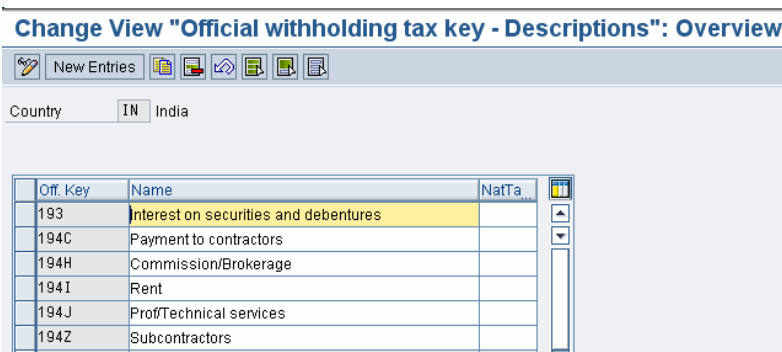 Change View "Official withholding tax key - Descriptions": Overview
New Entries
Country IN India
Off. Key Name NatTa...
193 Interest on securities and debentures
194C Payment to contractors
194H Commission/Brokerage
194I Rent
194J Prof/Technical services
194Z Subcontractors